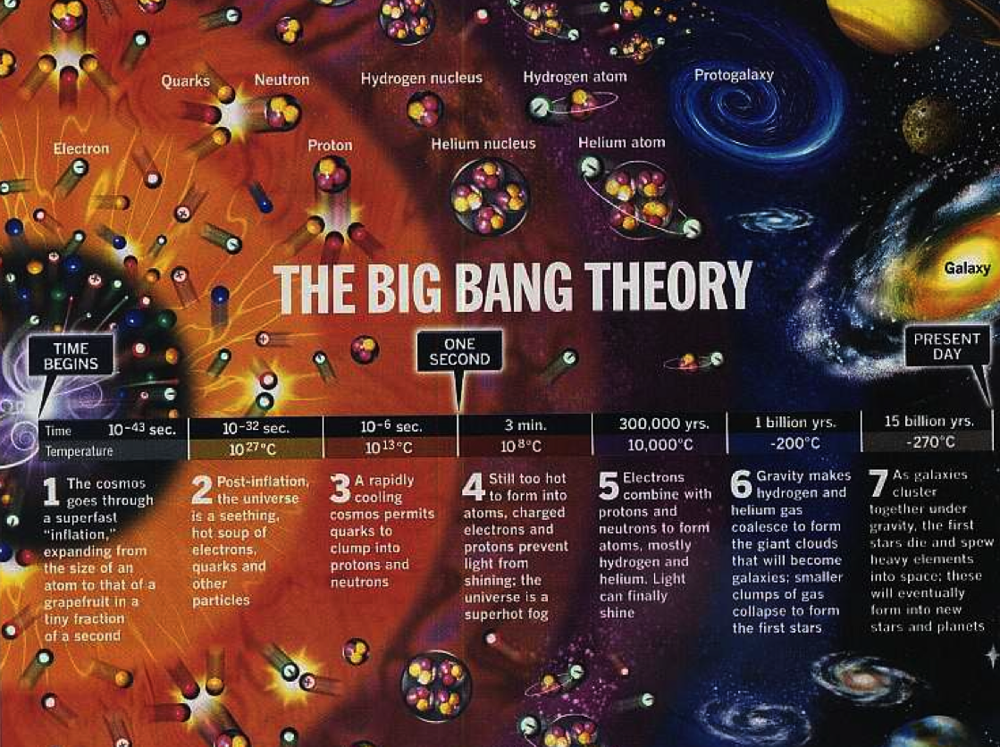 Quarks
Neutron
Hydrogen nucleus
Hydrogen atom
Protogalaxy
Electron
Proton
Helium nucleus
Helium atom
THE BIG BANG THEORY
Galaxy
TIME
BEGINS
ONE
SECOND
PRESENT
DAY
Time 10-43 sec. 10-32 sec. 10-6 sec. 3 min. 300,000 yrs. 1 billion yrs. 15 billion yrs.
Temperature 1027°C 1013°C 108°C 10,000°C -200°C -270°C
1 The cosmos
goes through
a superfast
"inflation,"
expanding from
the size of an
atom to that of a
grapefruit in a
tiny fraction
of a second
2 Post-inflation,
the universe
is a seething,
hot soup of
electrons,
quarks and
other
particles
3 A rapidly
cooling
cosmos permits
quarks to
clump into
protons and
neutrons
4 Still too hot
to form into
atoms, charged
electrons and
protons prevent
light from
shining; the
universe is a
superhot fog
5 Electrons
combine with
protons and
neutrons to form
atoms, mostly
hydrogen and
helium. Light
can finally
shine
6 Gravity makes
hydrogen and
helium gas
coalesce to form
the giant clouds
that will become
galaxies; smaller
clumps of gas
collapse to form
the first stars
7 As galaxies
cluster
together under
gravity, the first
stars die and spew
heavy elements
into space; these
will eventually
form into new
stars and planets